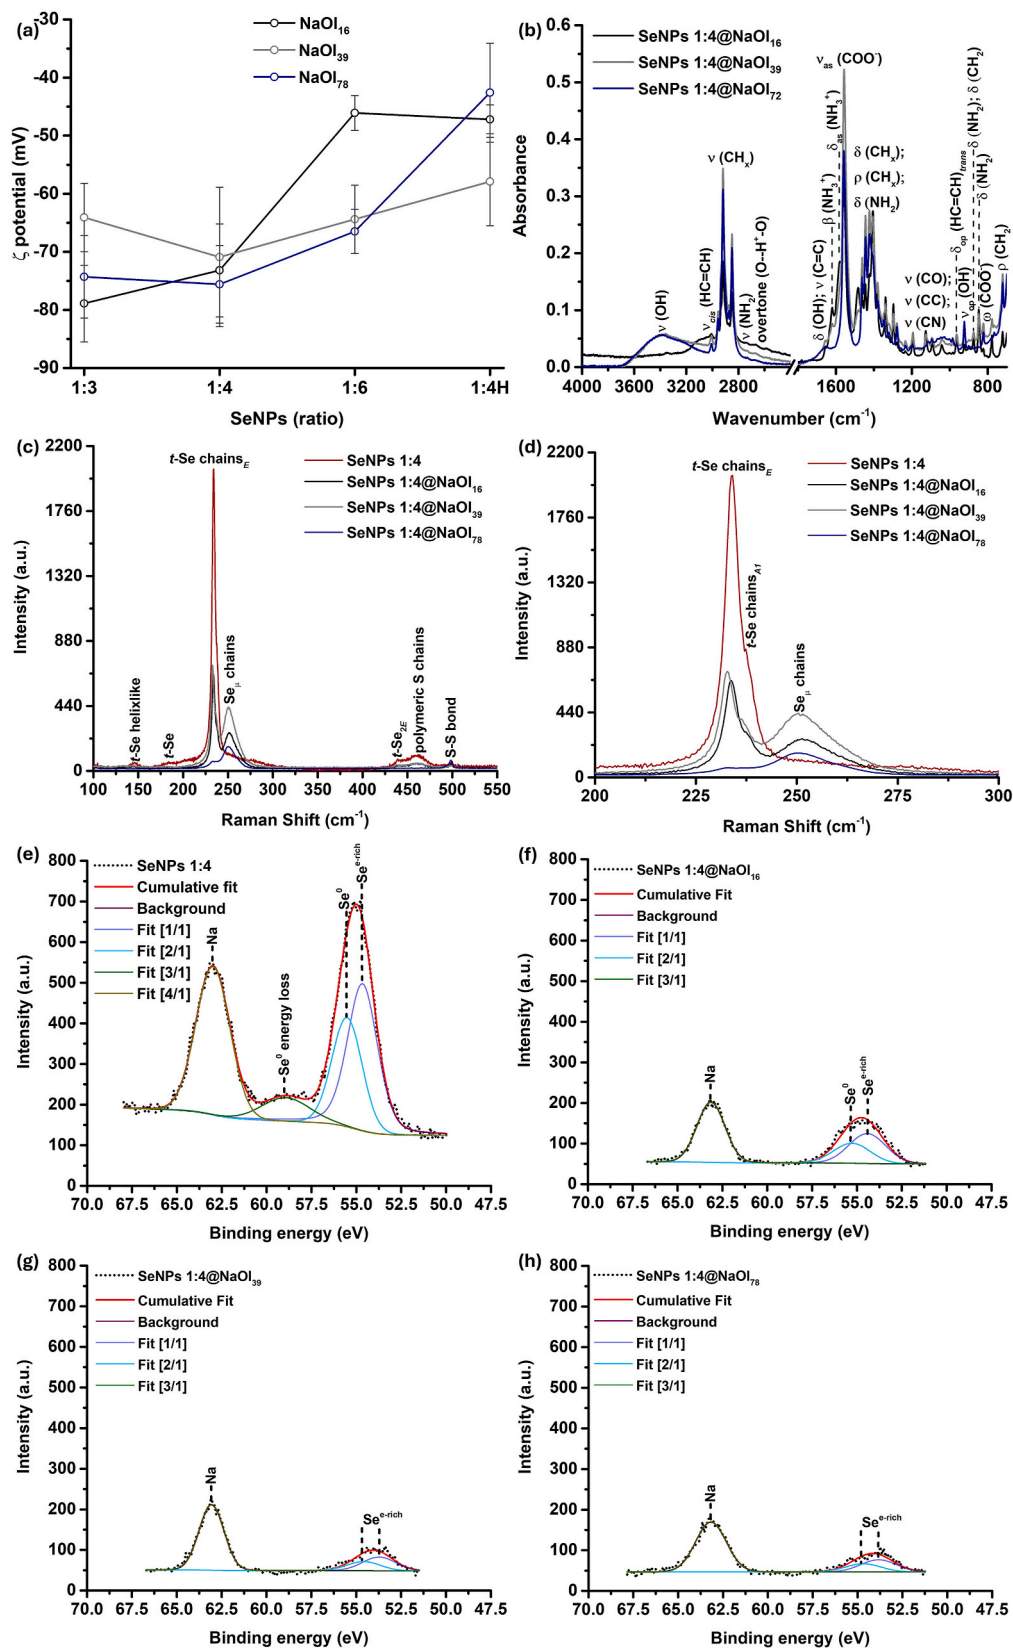 (a)
-30
-40
-50
-60
-70
-80
-90
ζ potential (mV)
NaOl16
NaOl39
NaOl78
1:3 1:4 1:6 1:4H
SeNPs (ratio)
(b)
0.6
0.5
0.4
0.3
0.2
0.1
0.0
Absorbance
SeNPs 1:4@NaOl16
SeNPs 1:4@NaOl39
SeNPs 1:4@NaOl72
ν (OH)
νcis (HC=CH)
ν (CHx)
ν (NH2)
overtone (O--H+-O)
δ (OH); ν (C=C)
β (NH3+)
δas (NH3+)
νas (COO-)
δ (CHx);
ρ (CHx);
δ (NH2)
ν (CO);
ν (CC);
ν (CN)
δop (HC=CH)trans
νop (OH)
δ (NH2); δ (CH2)
δ (NH2)
ω (COO-)
ρ (CH2)
4000 3600 3200 2800 1600 1200 800
Wavenumber (cm-1)
(c)
2200
1760
1320
880
440
0
Intensity (a.u.)
t-Se chainsE
SeNPs 1:4
SeNPs 1:4@NaOl16
SeNPs 1:4@NaOl39
SeNPs 1:4@NaOl78
t-Se helixlike
t-Se
Seμ chains
t-Se2E
polymeric S chains
S-S bond
100 150 200 250 300 350 400 450 500 550
Raman Shift (cm-1)
(d)
2200
1760
1320
880
440
0
Intensity (a.u.)
t-Se chainsE
t-Se chainsA1
Seμ chains
SeNPs 1:4
SeNPs 1:4@NaOl16
SeNPs 1:4@NaOl39
SeNPs 1:4@NaOl78
200 225 250 275 300
Raman Shift (cm-1)
(e)
800
700
600
500
400
300
200
100
0
Intensity (a.u.)
SeNPs 1:4
Cumulative fit
Background
Fit [1/1]
Fit [2/1]
Fit [3/1]
Fit [4/1]
Na
Se0 energy loss
Se0
See-rich
70.0 67.5 65.0 62.5 60.0 57.5 55.0 52.5 50.0 47.5
Binding energy (eV)
(f)
800
700
600
500
400
300
200
100
0
Intensity (a.u.)
SeNPs 1:4@NaOl16
Cumulative Fit
Background
Fit [1/1]
Fit [2/1]
Fit [3/1]
Na
Se0
See-rich
70.0 67.5 65.0 62.5 60.0 57.5 55.0 52.5 50.0 47.5
Binding energy (eV)
(g)
800
700
600
500
400
300
200
100
0
Intensity (a.u.)
SeNPs 1:4@NaOl39
Cumulative Fit
Background
Fit [1/1]
Fit [2/1]
Fit [3/1]
Na
See-rich
70.0 67.5 65.0 62.5 60.0 57.5 55.0 52.5 50.0 47.5
Binding energy (eV)
(h)
800
700
600
500
400
300
200
100
0
Intensity (a.u.)
SeNPs 1:4@NaOl78
Cumulative Fit
Background
Fit [1/1]
Fit [2/1]
Fit [3/1]
Na
See-rich
70.0 67.5 65.0 62.5 60.0 57.5 55.0 52.5 50.0 47.5
Binding energy (eV)